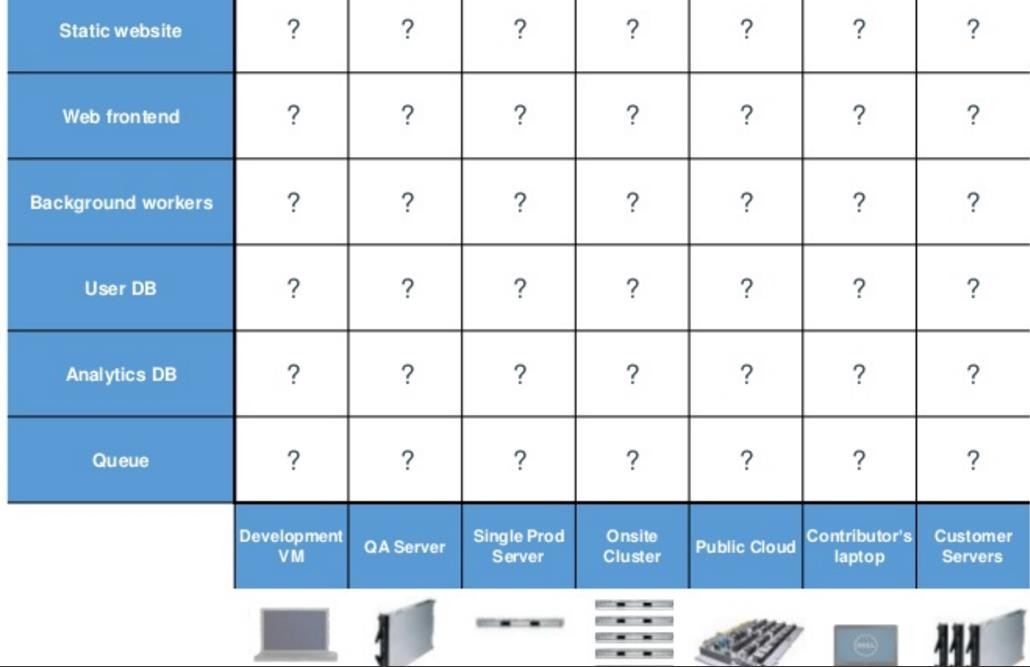 Static website ? ? ? ? ? ? ?
Web frontend ? ? ? ? ? ? ?
Background workers ? ? ? ? ? ? ?
User DB ? ? ? ? ? ? ?
Analytics DB ? ? ? ? ? ? ?
Queue ? ? ? ? ? ? ?
Development
VM
QA Server
Single Prod
Server
Onsite
Cluster
Public Cloud
Contributor's
laptop
Customer
Servers
DELL